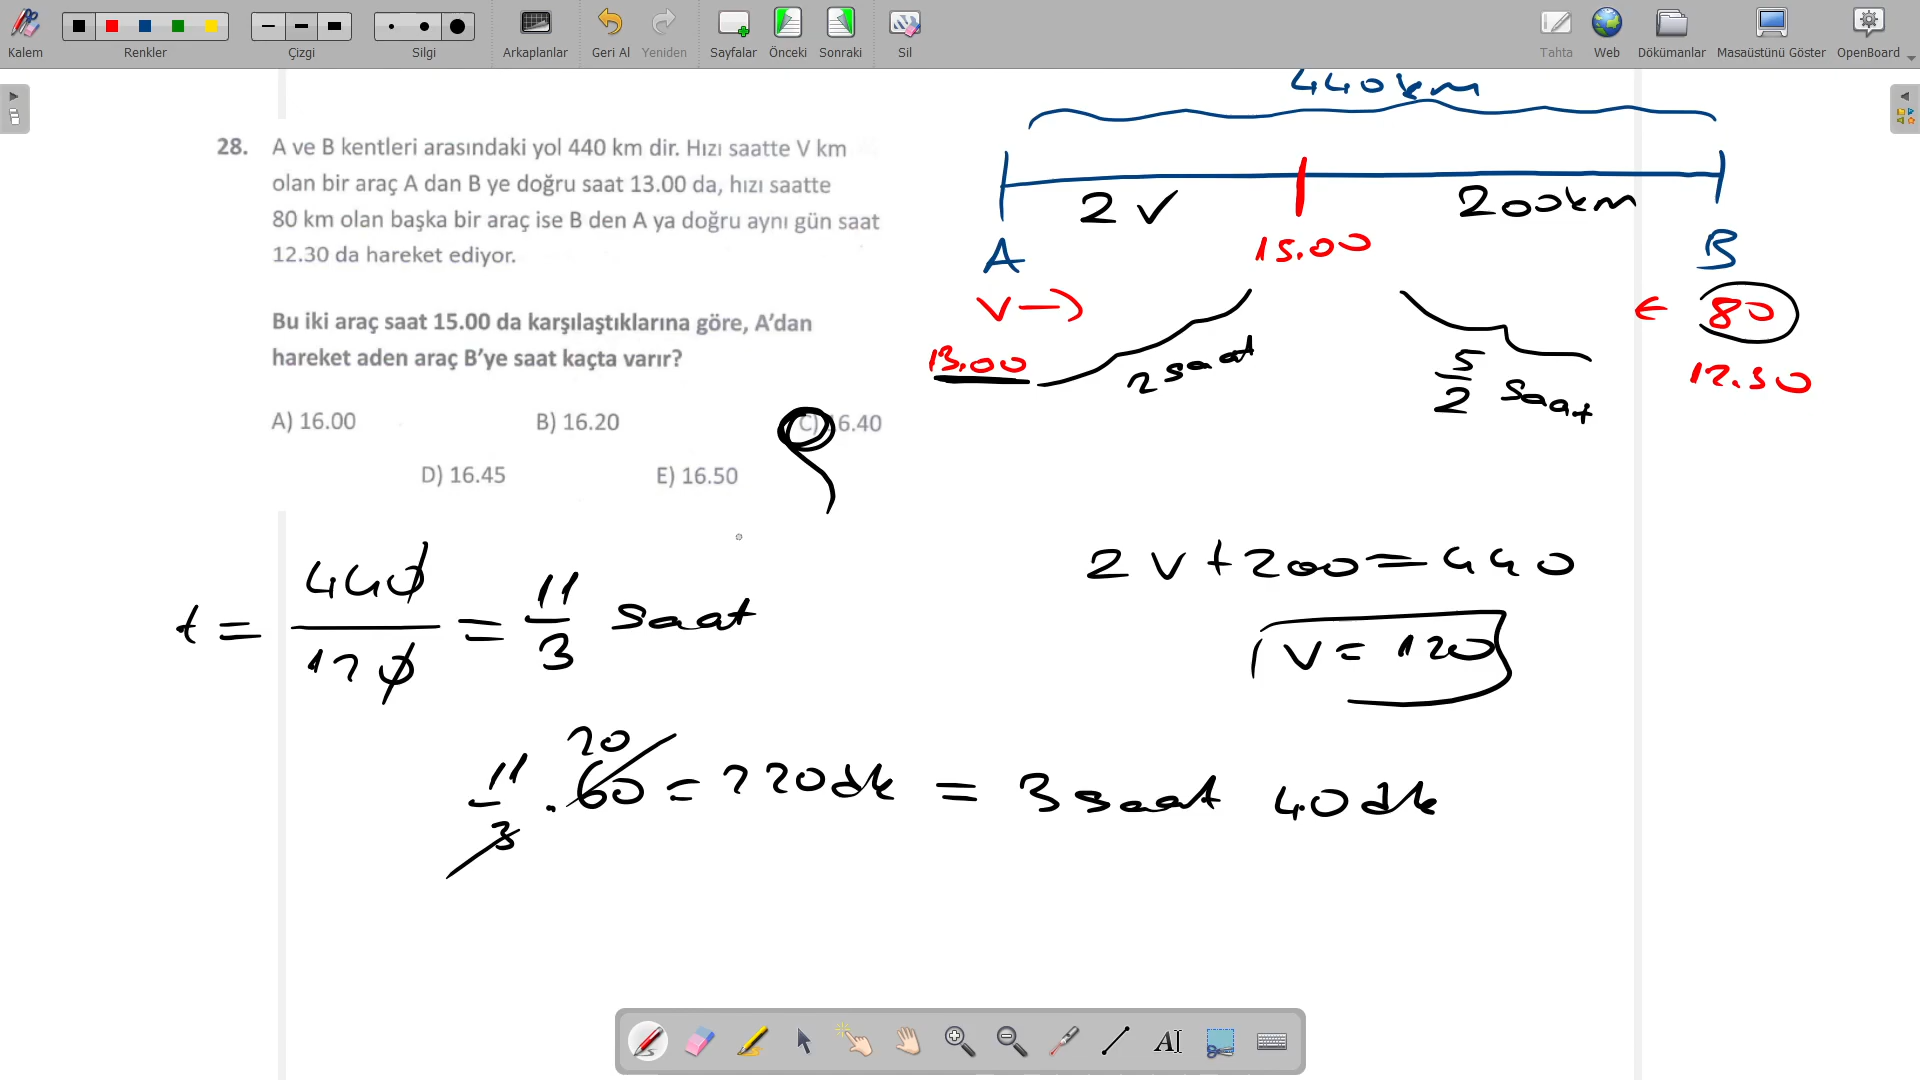 Kalem Renkler Çizgi Silgi Arkaplanlar Geri Al Yeniden Sayfalar Önceki Sonraki Sil Tahta Web Dökümanlar Masaüstünü Göster OpenBoard
440km
28. A ve B kentleri arasındaki yol 440 km dir. Hızı saatte V km
olan bir araç A dan B ye doğru saat 13.00 da, hızı saatte
80 km olan başka bir araç ise B den A ya doğru aynı gün saat
12.30 da hareket ediyor.
Bu iki araç saat 15.00 da karşılaştıklarına göre, A'dan
hareket aden araç B'ye saat kaçta varır?
A) 16.00 B) 16.20 C) 16.40
D) 16.45 E) 16.50
2V 200km
A 15.00 B
V 80
13.00 2 saat 5/2 saat 12.30
2V+200=440
V=120
t = 440/120 = 11/3 saat
20
11/3 . 60 = 220dk = 3 saat 40dk